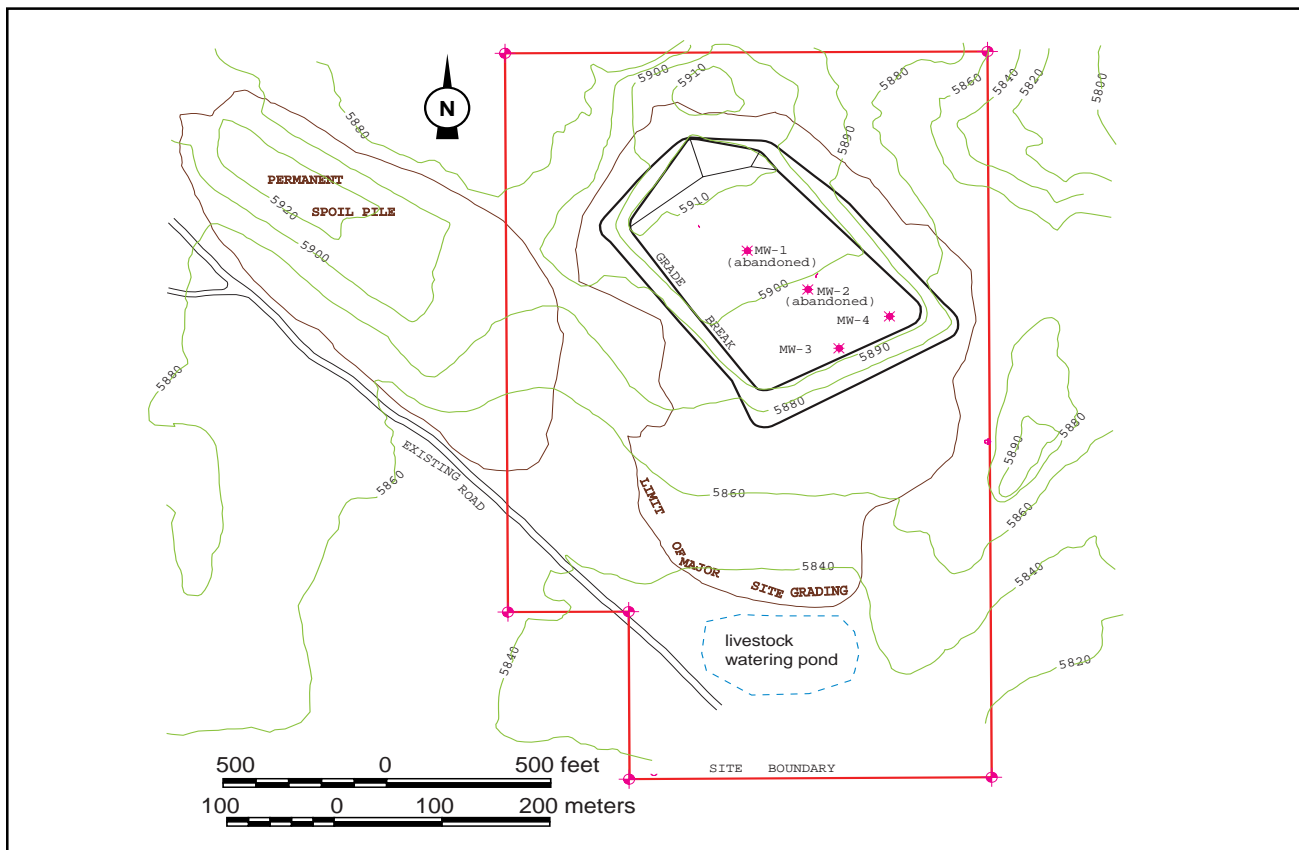 5900
5910
5880
5860
5840
5820
5800
N
5880
5890
PERMANENT
SPOIL PILE
5920
5900
5910
MW-1
(abandoned)
GRADE
BREAK
5900
MW-2
(abandoned)
MW-4
MW-3
5890
5880
5880
5880
5890
EXISTING ROAD
5860
5860
5860
LIMIT
OF
MAJOR
SITE GRADING
5840
5840
livestock
watering pond
5840
5820
SITE BOUNDARY
500 0 500 feet
100 0 100 200 meters